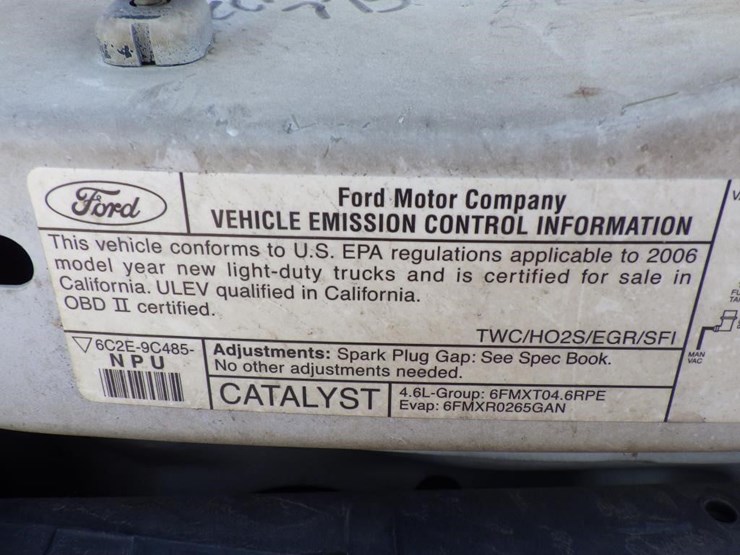 Ford
Ford Motor Company
VEHICLE EMISSION CONTROL INFORMATION
This vehicle conforms to U.S. EPA regulations applicable to 2006
model year new light-duty trucks and is certified for sale in
California. ULEV qualified in California.
OBD II certified.
TWC/HO2S/EGR/SFI
6C2E-9C485-
NPU
Adjustments: Spark Plug Gap: See Spec Book.
No other adjustments needed.
CATALYST
4.6L-Group: 6FMXT04.6RPE
Evap: 6FMXR0265GAN
MAN
VAC